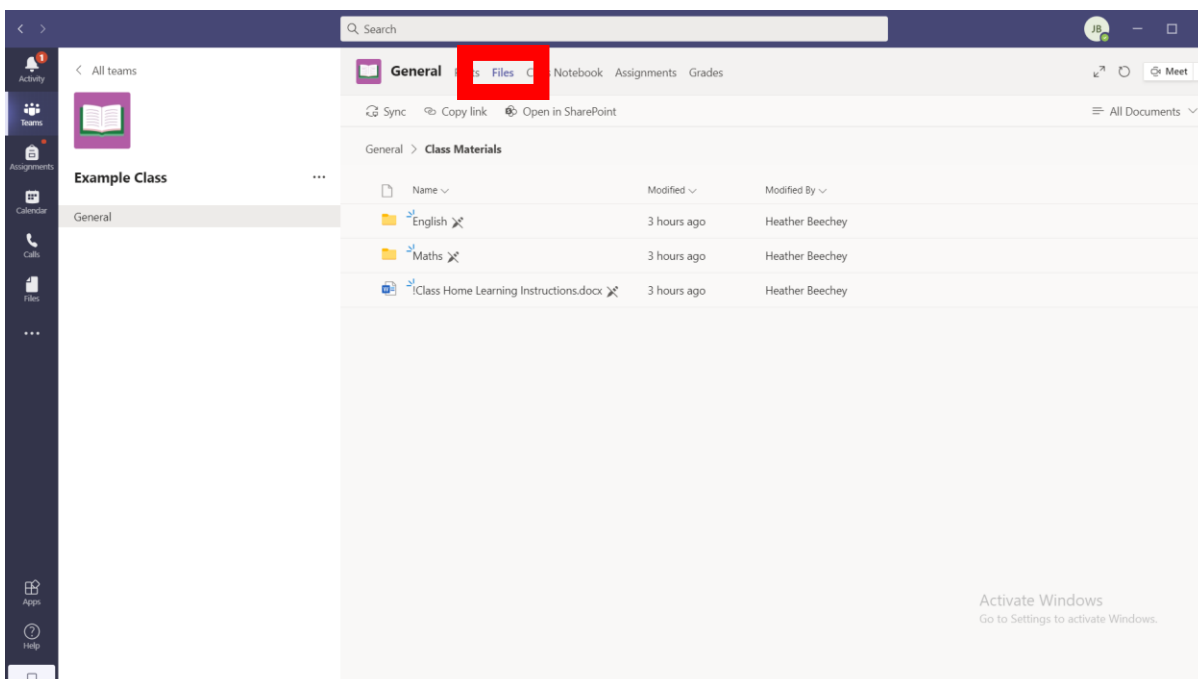 Search
JB
1
Activity
Teams
Assignments
Calendar
Calls
Files
Apps
Help
All teams
Example Class
General
General Files Notebook Assignments Grades
Meet
Sync Copy link Open in SharePoint
All Documents
General > Class Materials
Name Modified Modified By
English 3 hours ago Heather Beechey
Maths 3 hours ago Heather Beechey
!Class Home Learning Instructions.docx 3 hours ago Heather Beechey
Activate Windows
Go to Settings to activate Windows.